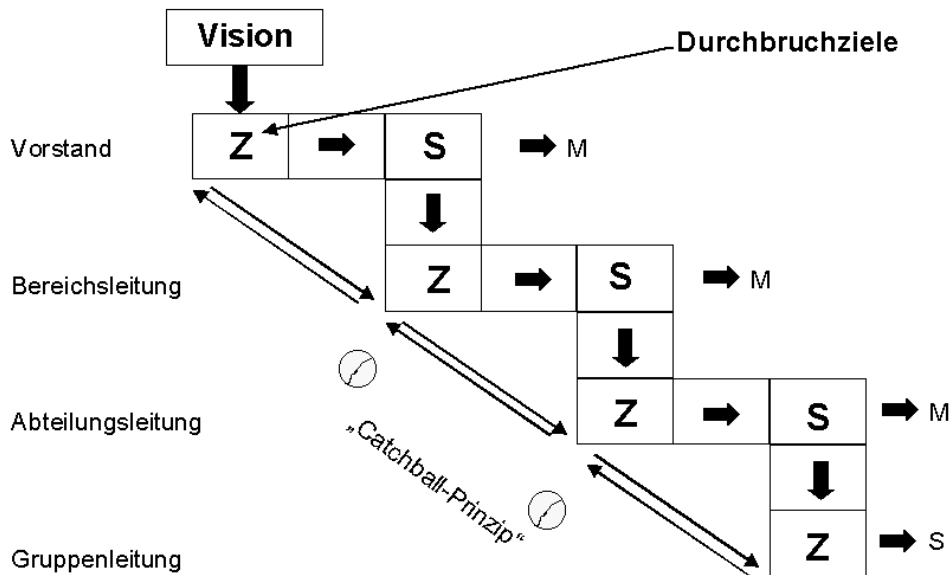 Vision
Durchbruchziele
Vorstand Z S M
Bereichsleitung Z S M
Abteilungsleitung Z S M
„Catchball-Prinzip“
Gruppenleitung Z S